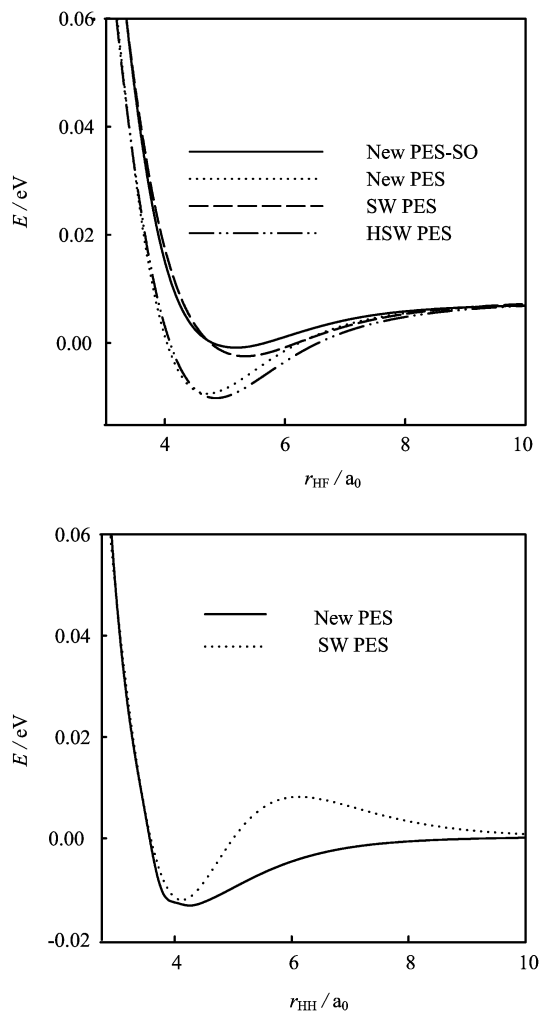 0.06
0.04
0.02
0.00
E / eV
New PES-SO
New PES
SW PES
HSW PES
4 6 8 10
rHF / a0
0.06
0.04
0.02
0.00
-0.02
E / eV
New PES
SW PES
4 6 8 10
rHH / a0